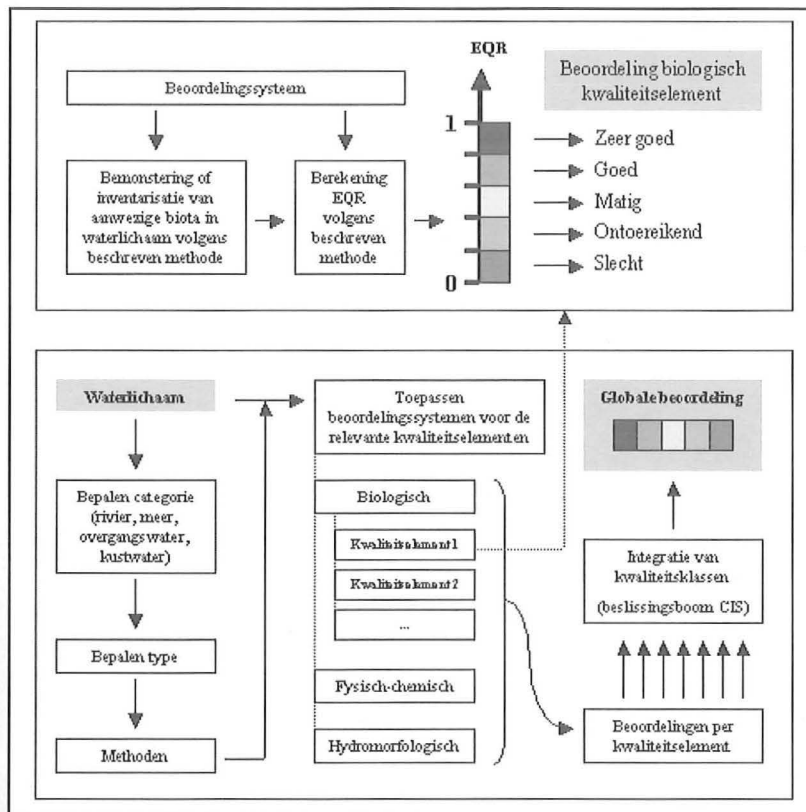 EQR
Beoordeling biologisch
kwaliteitselement
Beoordelingssysteem
1
Zeer goed
Goed
Matig
Ontoereikend
Slecht
0
Bemonstering of
inventarisatie van
aanwezige biota in
waterlichaam volgens
beschreven methode
Berekening
EQR
volgens
beschreven
methode
Waterlichaam
Toepassen
beoordelingssystemen voor de
relevante kwaliteitselementen
Globale beoordeling
Bepalen categorie
(rivier, meer,
overgangswater,
kustwater)
Biologisch
Kwaliteitselement 1
Kwaliteitselement 2
...
Integratie van
kwaliteitsklassen
(beslissingsboom CIS)
Bepalen type
Fysisch-chemisch
Methoden
Hydromorfologisch
Beoordelingen per
kwaliteitselement